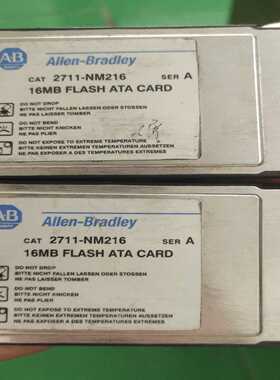 AB
Allen-Bradley
CAT 2711-NM216 SER A
16MB FLASH ATA CARD
DO NOT DROP
BITTE NICHT FALLEN LASSEN ODER STOSSEN
NE PAS LAISSER TOMBER
DO NOT BEND
BITTE NICHT KNICKEN
NE PAS PLIER
DO NOT EXPOSE TO EXTREME TEMPERATURES
BITTE KEINEN EXTREMEN TEMPERATUREN AUSSETZEN
NE PAS EXPOSER A DES TEMPERATURES EXTREMES
AB
Allen-Bradley
CAT 2711-NM216 SER A
16MB FLASH ATA CARD
DO NOT DROP
BITTE NICHT FALLEN LASSEN ODER STOSSEN
NE PAS LAISSER TOMBER
DO NOT BEND
BITTE NICHT KNICKEN
NE PAS PLIER
DO NOT EXPOSE TO EXTREME TEMPERATURES
BITTE KEINEN EXTREMEN TEMPERATUREN AUSSETZEN
NE PAS EXPOSER A DES TEMPERATURES EXTREMES